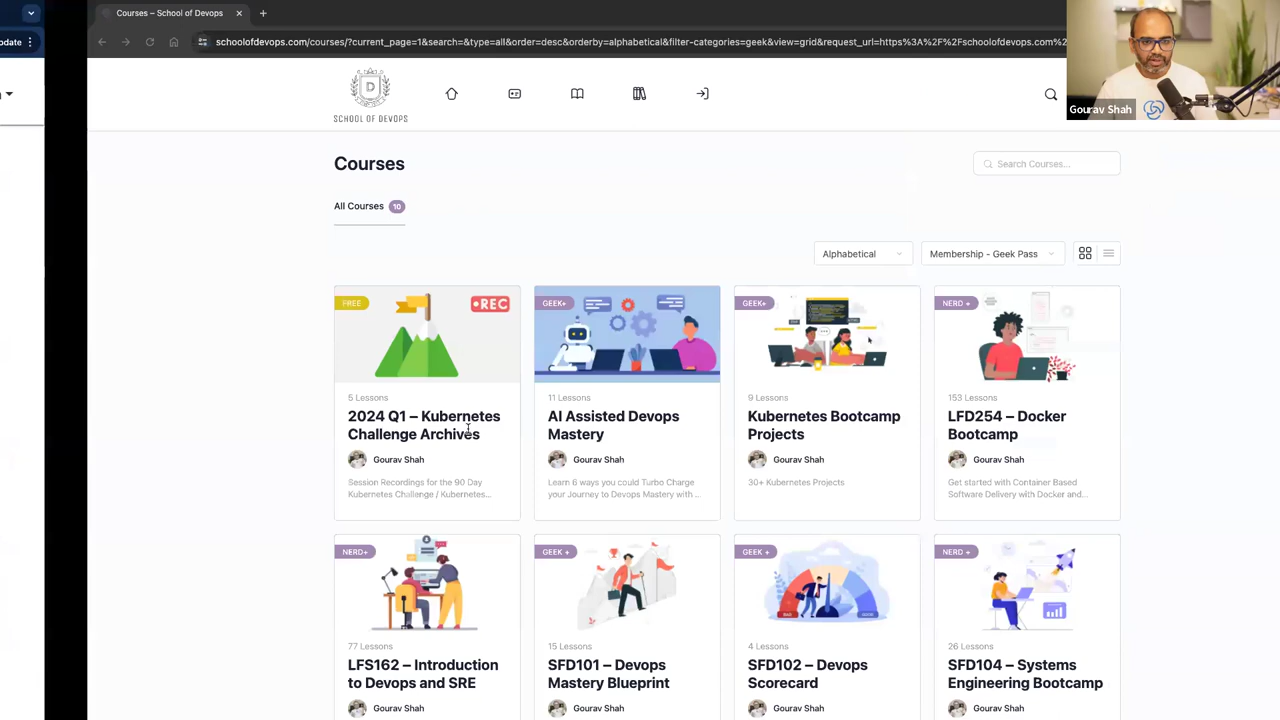 pdate
Courses – School of Devops
schoolofdevops.com/courses/?current_page=1&search=&type=all&order=desc&orderby=alphabetical&filter-categories=geek&view=grid&request_url=https%3A%2F%2Fschoolofdevops.com%2
Gourav Shah
D
SCHOOL OF DEVOPS
Courses
Search Courses...
All Courses 10
Alphabetical
Membership - Geek Pass
FREE
REC
5 Lessons
2024 Q1 – Kubernetes
Challenge Archives
Gourav Shah
Session Recordings for the 90 Day
Kubernetes Challenge / Kubernetes...
GEEK+
11 Lessons
AI Assisted Devops
Mastery
Gourav Shah
Learn 6 ways you could Turbo Charge
your Journey to Devops Mastery with ...
GEEK+
9 Lessons
Kubernetes Bootcamp
Projects
Gourav Shah
30+ Kubernetes Projects
NERD +
153 Lessons
LFD254 – Docker
Bootcamp
Gourav Shah
Get started with Container Based
Software Delivery with Docker and...
NERD+
77 Lessons
LFS162 – Introduction
to Devops and SRE
Gourav Shah
GEEK +
15 Lessons
SFD101 – Devops
Mastery Blueprint
Gourav Shah
GEEK +
4 Lessons
SFD102 – Devops
Scorecard
Gourav Shah
NERD +
26 Lessons
SFD104 – Systems
Engineering Bootcamp
Gourav Shah